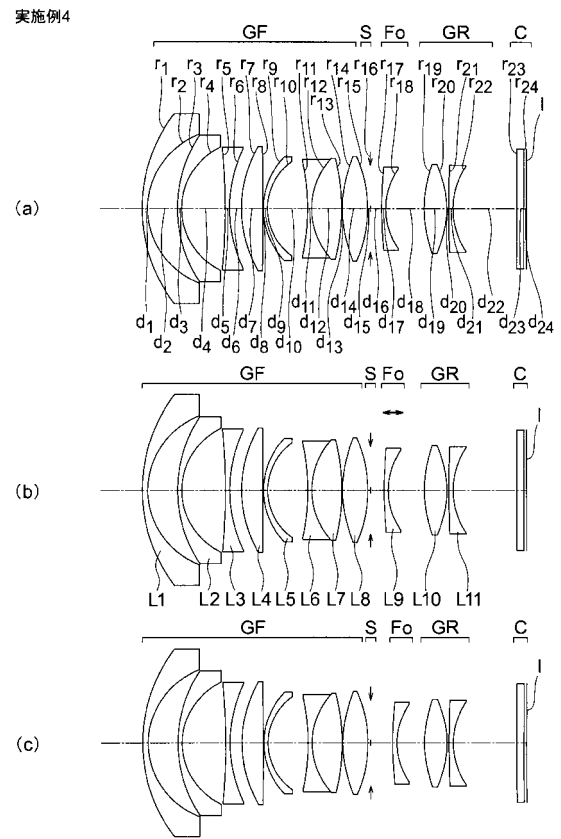 実施例4
GF S Fo GR C
r1 r2 r3 r4 r5 r6 r7 r8 r9 r10 r11 r12 r13 r14 r15 r16 r17 r18 r19 r20 r21 r22 r23 r24 I
(a)
d1 d2 d3 d4 d5 d6 d7 d8 d9 d10 d11 d12 d13 d14 d15 d16 d17 d18 d19 d20 d21 d22 d23 d24
GF S Fo GR C
I
(b)
L1 L2 L3 L4 L5 L6 L7 L8 L9 L10 L11
GF S Fo GR C
I
(c)